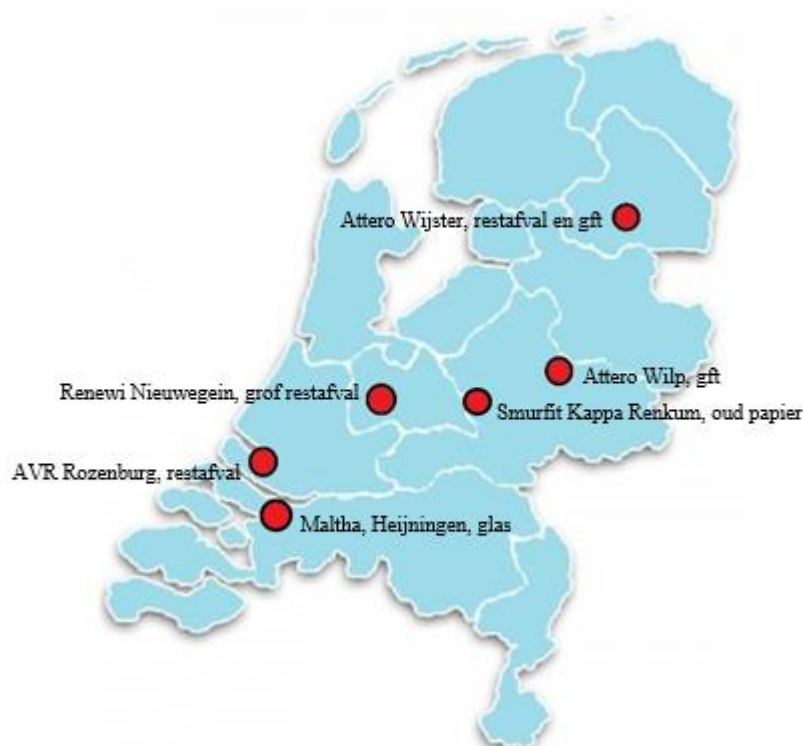 Attero Wijster, restafval en gft
Attero Wilp, gft
Renewi Nieuwegein, grof restafval
Smurfit Kappa Renkum, oud papier
AVR Rozenburg, restafval
Maltha, Heijningen, glas